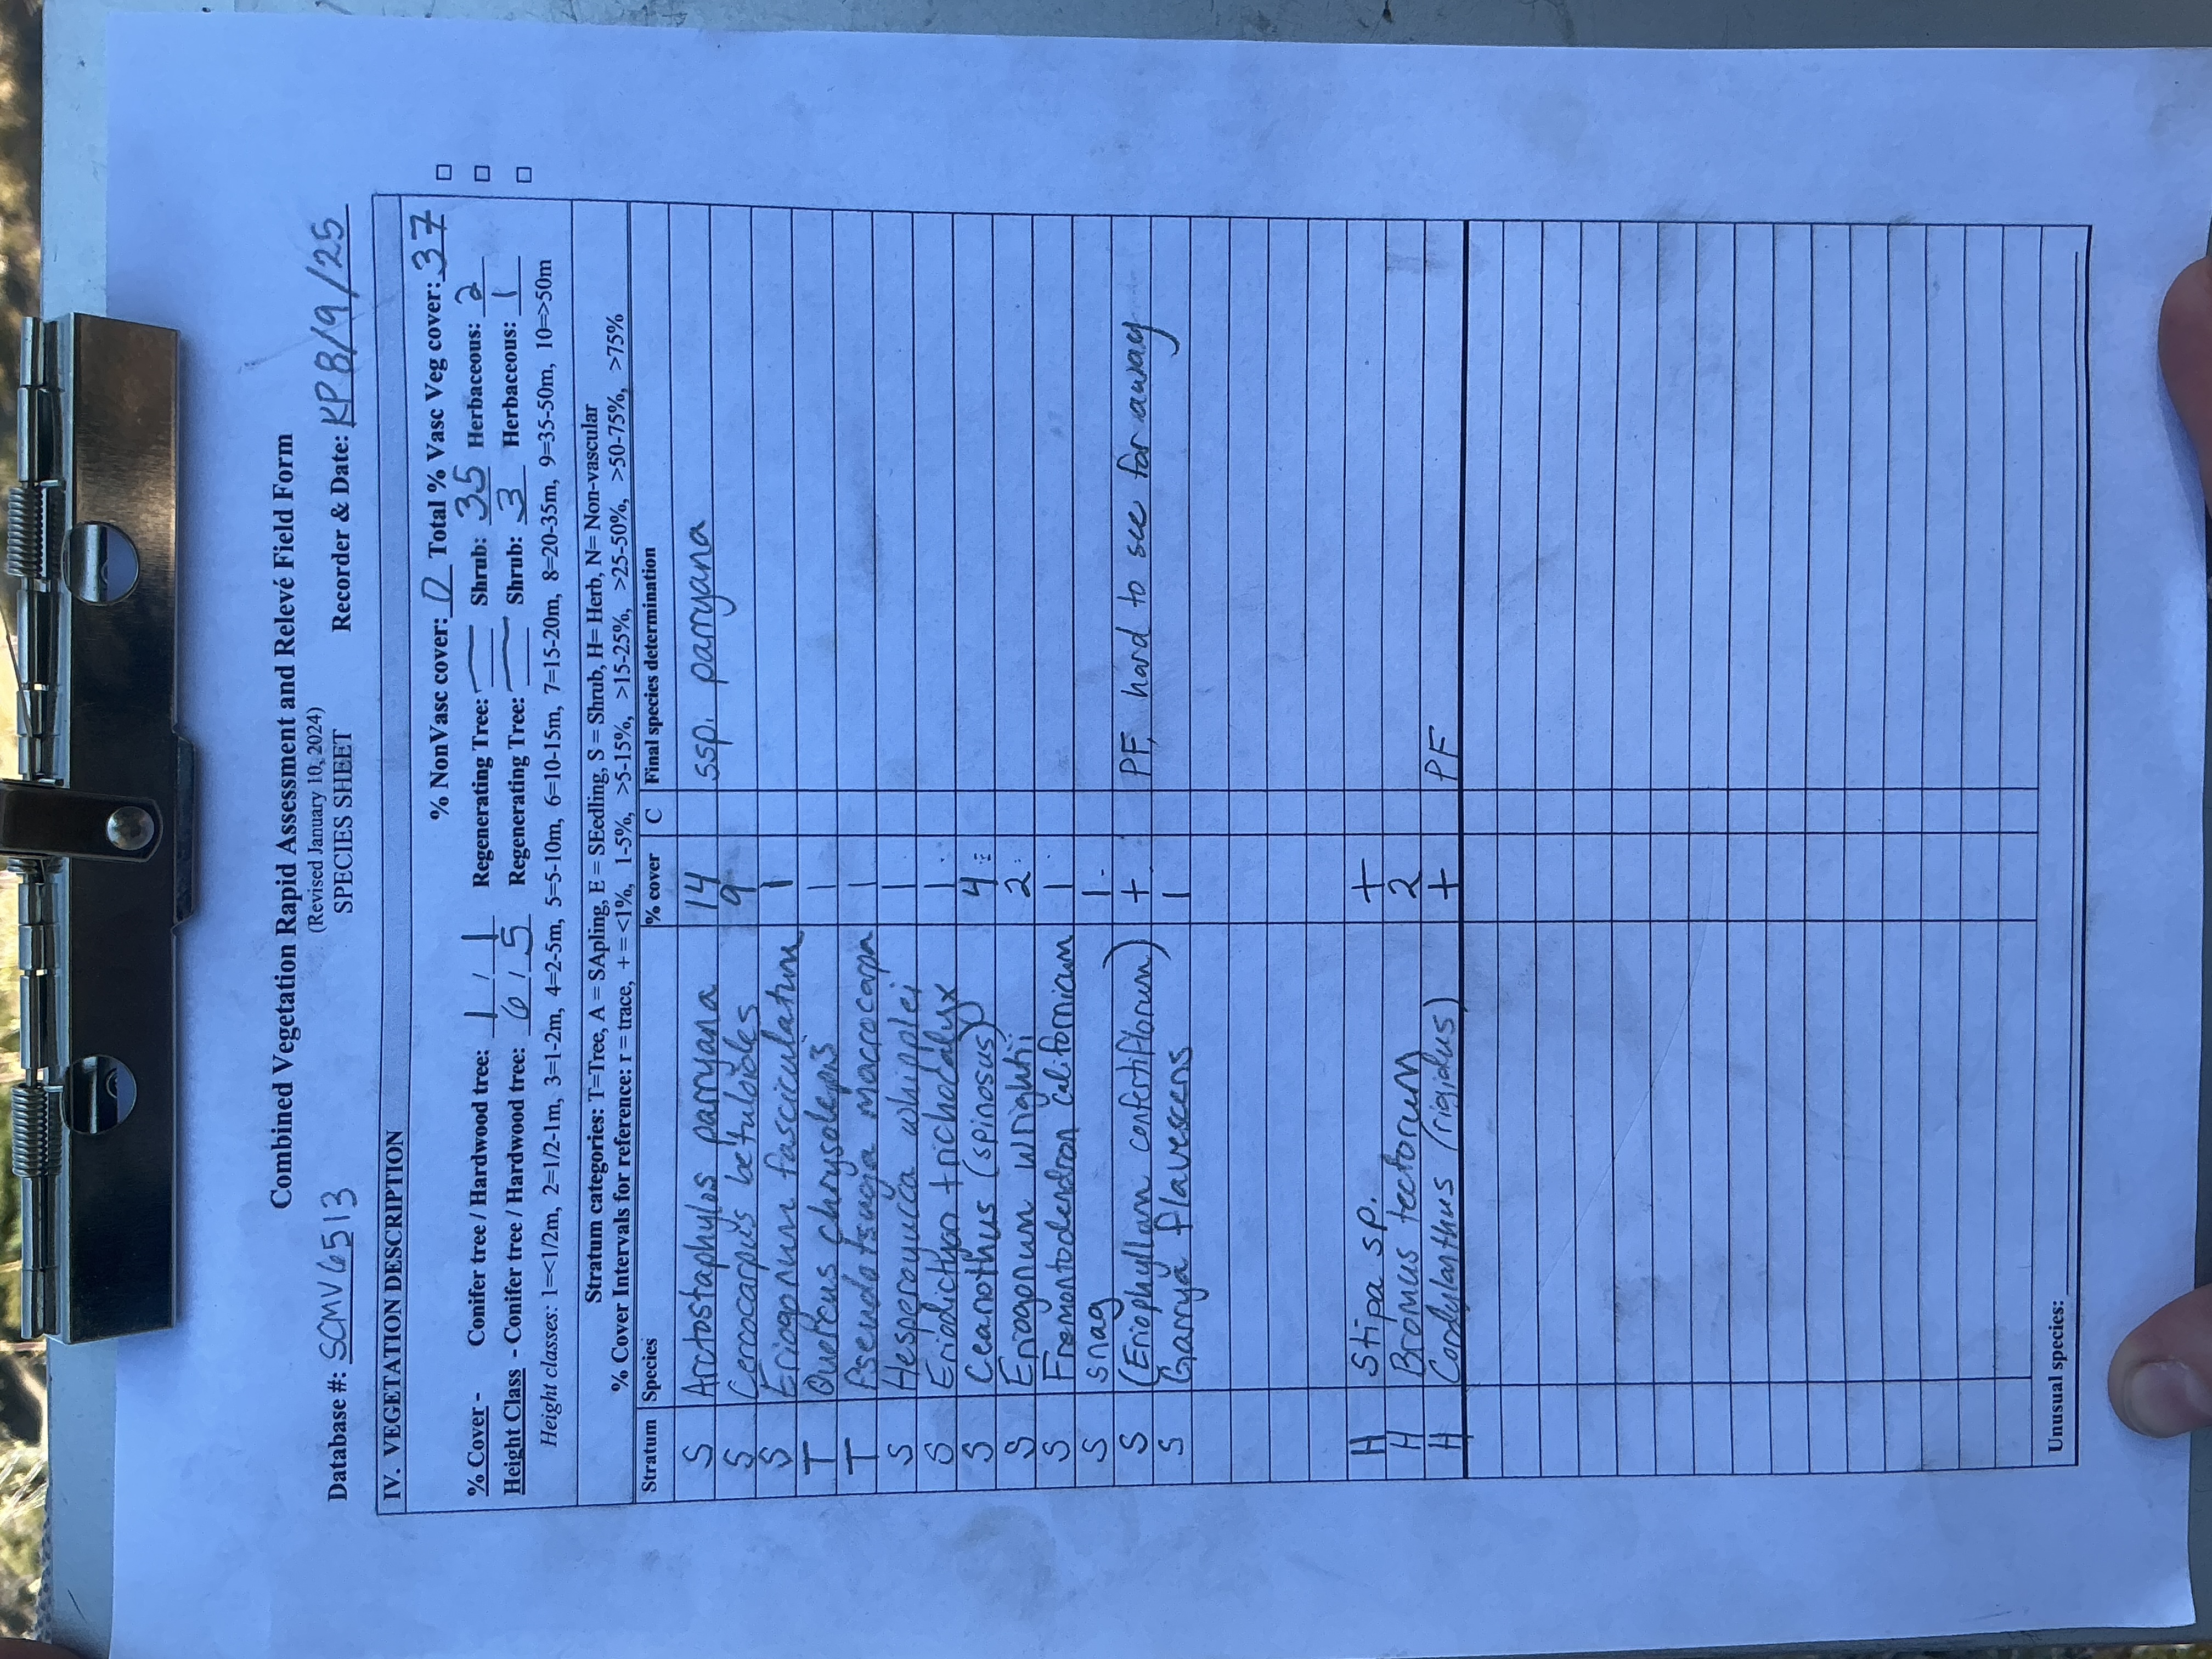 Combined Vegetation Rapid Assessment and Relevé Field Form
(Revised January 10, 2024)
SPECIES SHEET
Database #: SCMV6513 Recorder & Date: KP 8/9/25
IV. VEGETATION DESCRIPTION
% NonVasc cover: 0 Total % Vasc Veg cover: 37 □
% Cover - Conifer tree / Hardwood tree: 1 / 1 Regenerating Tree: — Shrub: 35 Herbaceous: 2 □
Height Class - Conifer tree / Hardwood tree: 6 / 5 Regenerating Tree: — Shrub: 3 Herbaceous: 1 □
Height classes: 1=<1/2m, 2=1/2-1m, 3=1-2m, 4=2-5m, 5=5-10m, 6=10-15m, 7=15-20m, 8=20-35m, 9=35-50m, 10=>50m
Stratum categories: T=Tree, A = SApling, E = SEedling, S = Shrub, H= Herb, N= Non-vascular
% Cover Intervals for reference: r = trace, + = <1%, 1-5%, >5-15%, >15-25%, >25-50%, >50-75%, >75%
Stratum Species % cover C Final species determination
S Arctostaphylos parryana 14 ssp. parryana
S Cercocarpus betuloides 9
S Eriogonum fasciculatum 1
T Quercus chrysolepis 1
T Pseudotsuga macrocarpa 1
S Hesperoyucca whipplei 1
S Eriodictyon trichocalyx 1
S Ceanothus (spinosus) 4
S Eriogonum wrightii 2
S Fremontodendron californicum 1
S snag 1
S (Eriophyllum confertiflorum) + PF, hard to see far away
S Garrya flavescens 1
H Stipa sp. +
H Bromus tectorum 2
H Cordylanthus (rigidus) + PF
Unusual species: